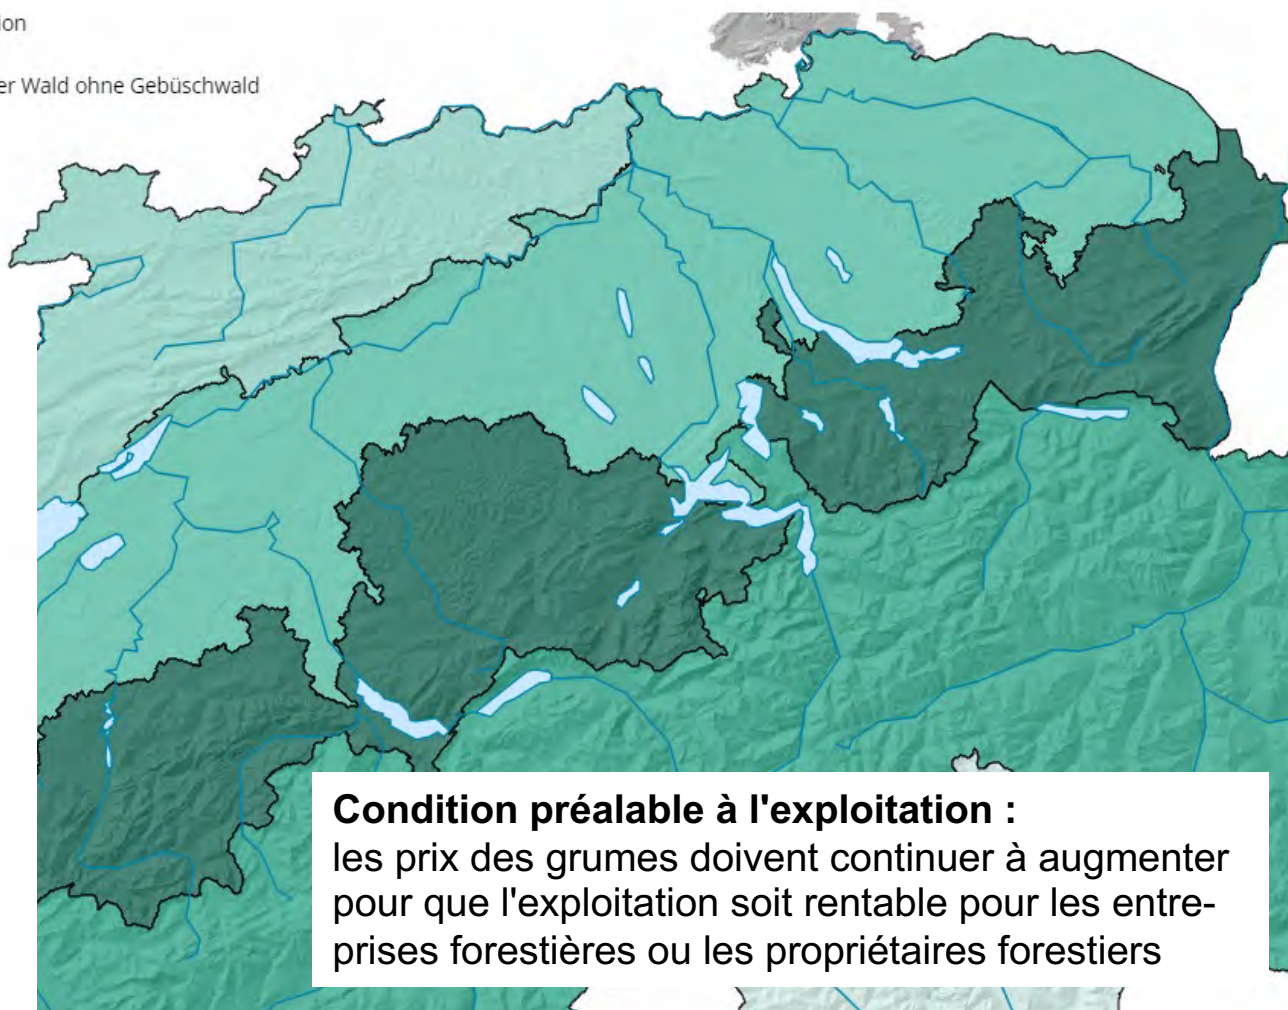 ion
er Wald ohne Gebüschwald
Condition préalable à l'exploitation :
les prix des grumes doivent continuer à augmenter
pour que l'exploitation soit rentable pour les entre-
prises forestières ou les propriétaires forestiers